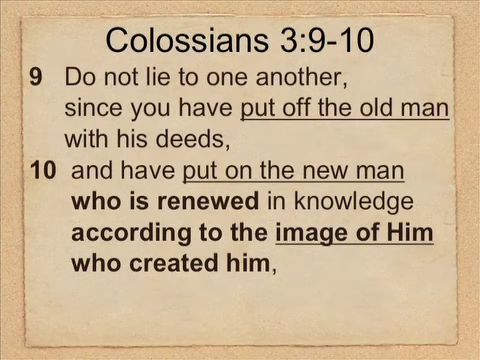 Colossians 3:9-10
9 Do not lie to one another,
since you have put off the old man
with his deeds,
10 and have put on the new man
who is renewed in knowledge
according to the image of Him
who created him,